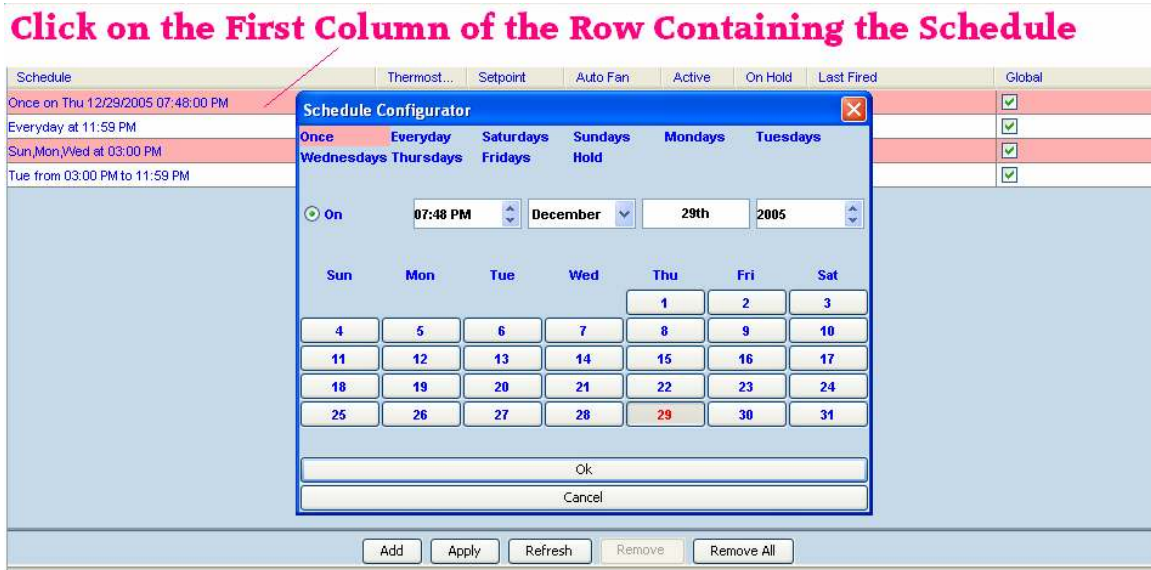 Click on the First Column of the Row Containing the Schedule
Schedule Thermost... Setpoint Auto Fan Active On Hold Last Fired Global
Once on Thu 12/29/2005 07:48:00 PM
Everyday at 11:59 PM
Sun,Mon,Wed at 03:00 PM
Tue from 03:00 PM to 11:59 PM
Schedule Configurator
Once Everyday Saturdays Sundays Mondays Tuesdays
Wednesdays Thursdays Fridays Hold
On 07:48 PM December 29th 2005
Sun Mon Tue Wed Thu Fri Sat
1 2 3
4 5 6 7 8 9 10
11 12 13 14 15 16 17
18 19 20 21 22 23 24
25 26 27 28 29 30 31
Ok
Cancel
Add Apply Refresh Remove Remove All